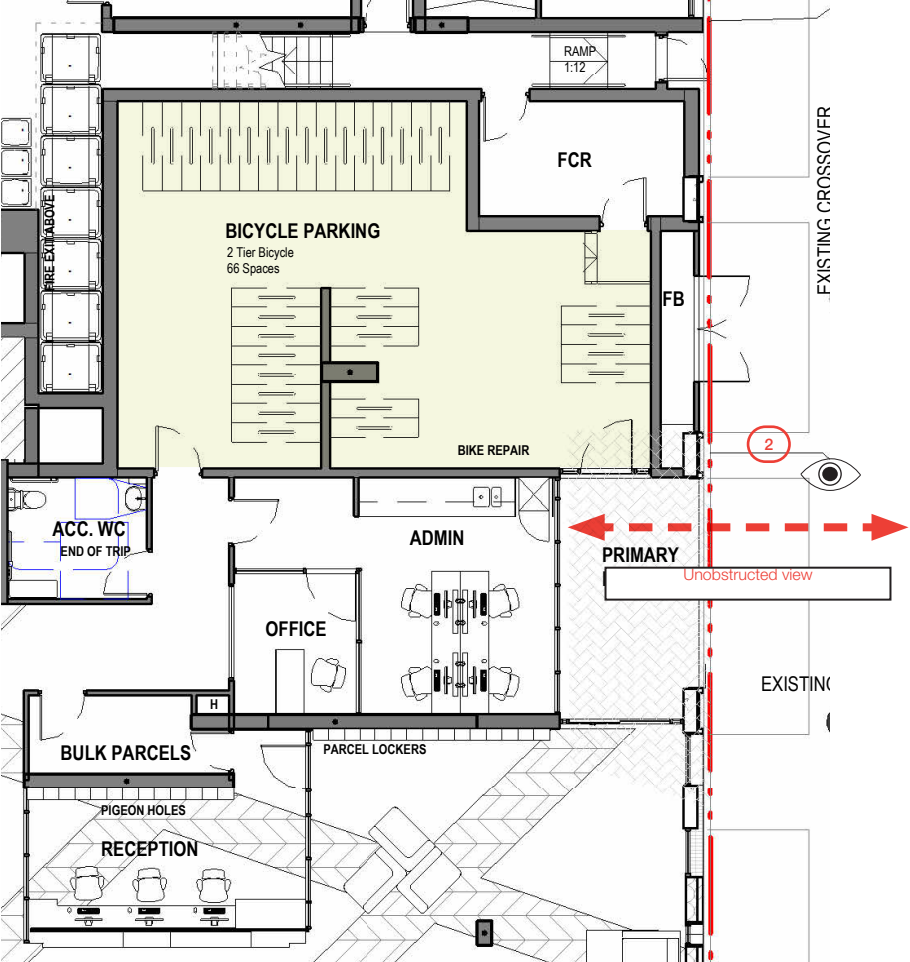 RAMP
1:12
EXISTING CROSSOVER
FCR
FIRE EXIT ABOVE
BICYCLE PARKING
2 Tier Bicycle
66 Spaces
FB
BIKE REPAIR
2
ACC. WC
END OF TRIP
ADMIN
PRIMARY
Unobstructed view
OFFICE
EXISTING
H
BULK PARCELS
PARCEL LOCKERS
PIGEON HOLES
RECEPTION